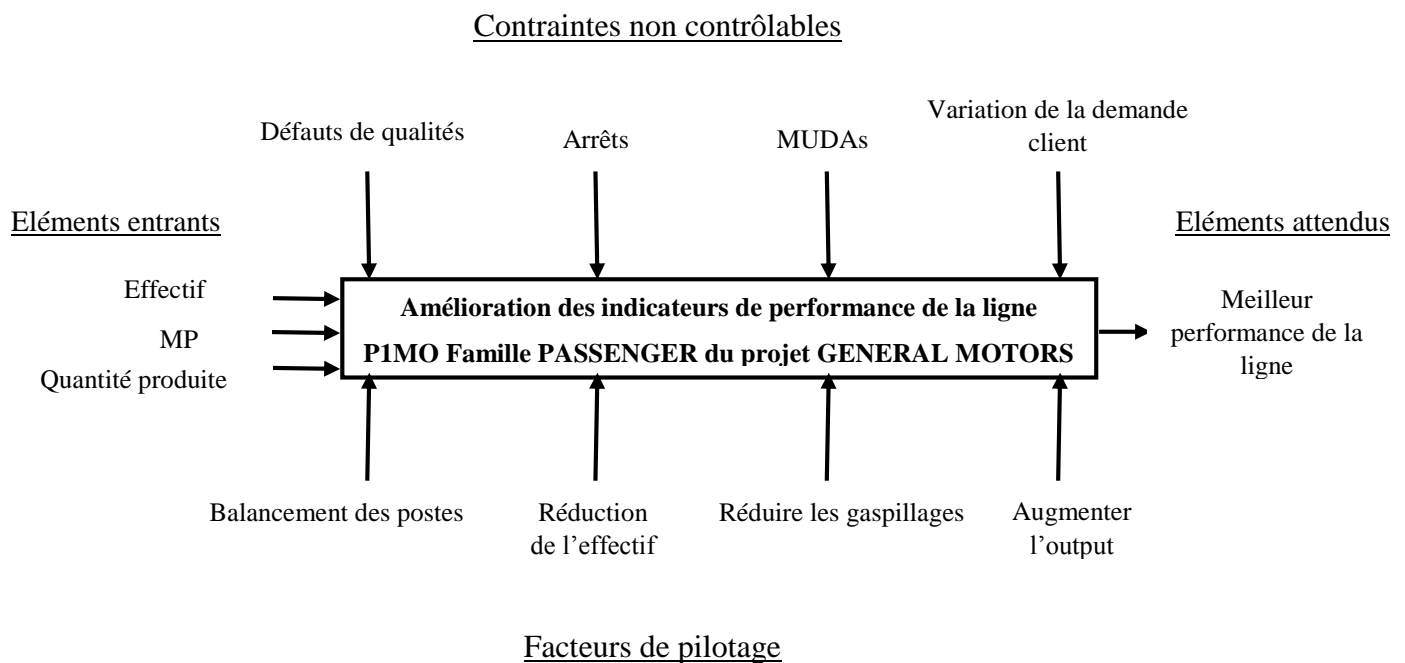 Contraintes non contrôlables
Défauts de qualités
Arrêts
MUDAs
Variation de la demande
client
Eléments entrants
Eléments attendus
Effectif
MP
Quantité produite
Amélioration des indicateurs de performance de la ligne
P1MO Famille PASSENGER du projet GENERAL MOTORS
Meilleur
performance de la
ligne
Balancement des postes
Réduction
de l’effectif
Réduire les gaspillages
Augmenter
l’output
Facteurs de pilotage